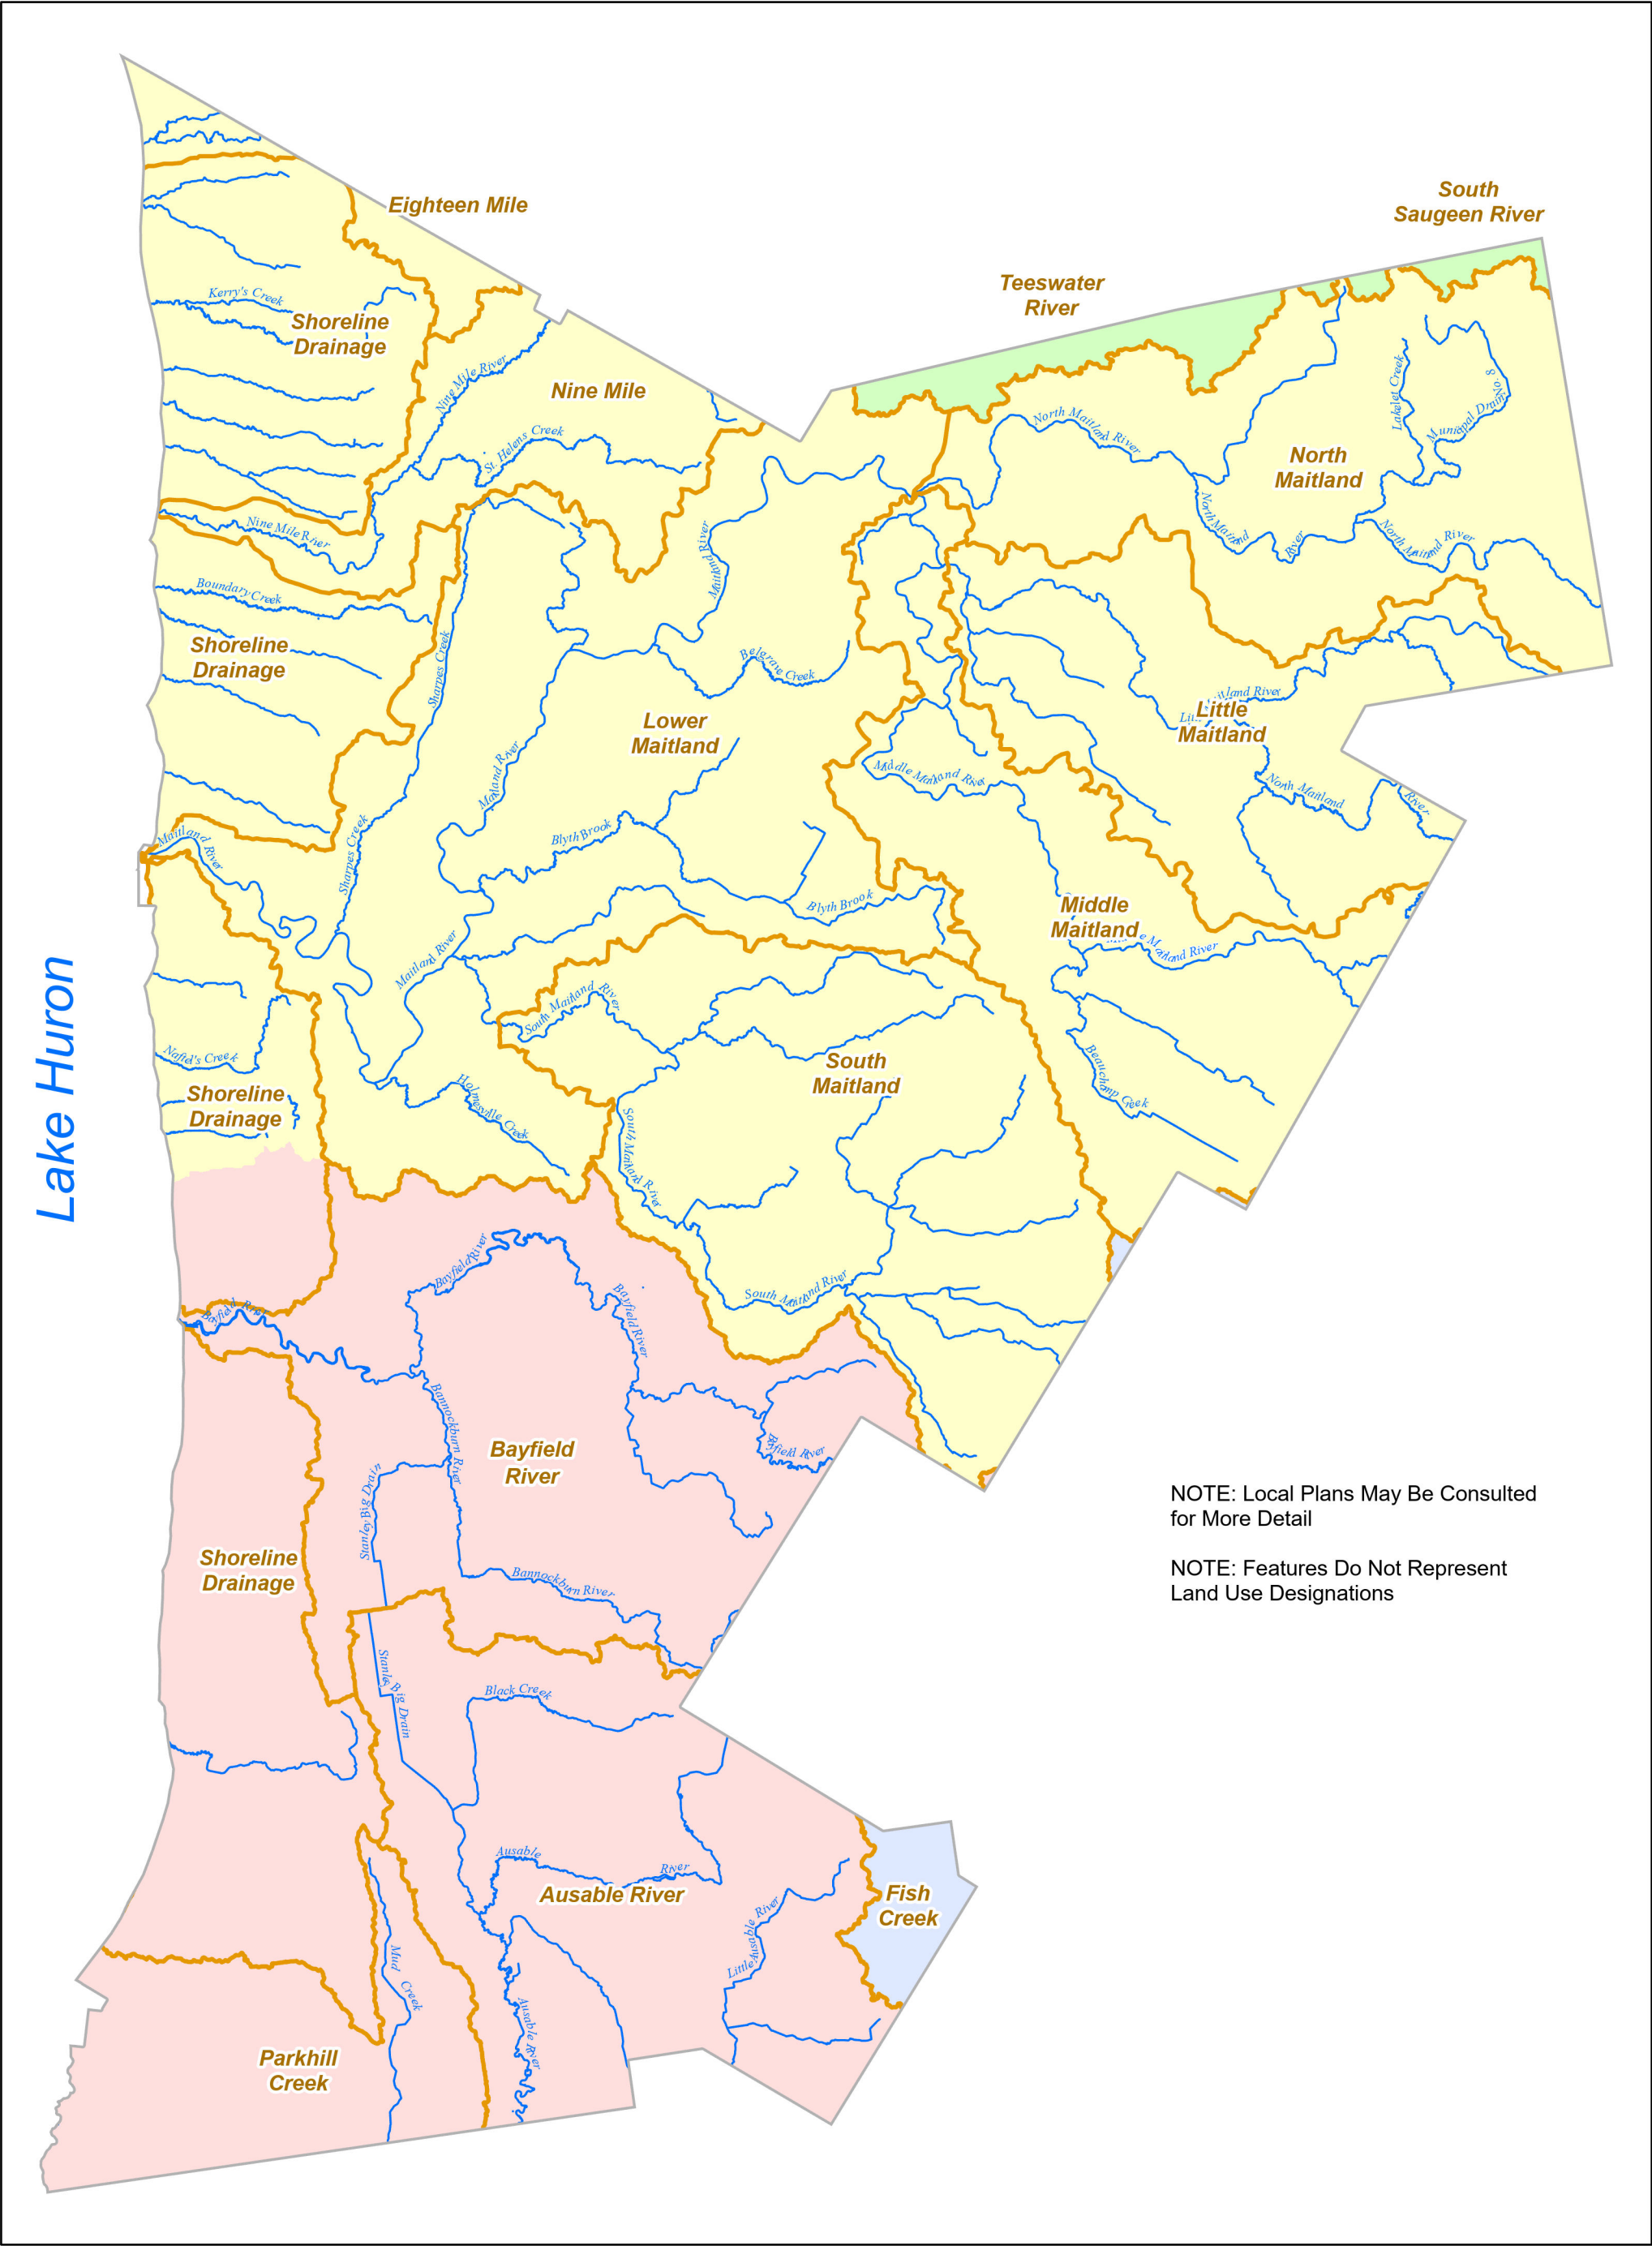 Eighteen Mile
South
Saugeen River
Teeswater
River
Kerry's Creek
Shoreline
Drainage
Nine Mile River
Nine Mile
St. Helens Creek
North Maitland River
Lakelet Creek
Municipal Drain No. 8
North
Maitland
North Maitland River
North Maitland River
Nine Mile River
Maitland River
Boundary Creek
Shoreline
Drainage
Sharpes Creek
Belgrave Creek
Lower
Maitland
Little
Maitland
Maitland River
Middle Maitland River
North Maitland River
Maitland River
Sharpes Creek
Blyth Brook
Blyth Brook
Middle
Maitland
Maitland River
Maitland River
Lake Huron
South Maitland River
Naftel's Creek
Shoreline
Drainage
Holmesville Creek
South
Maitland
Beauchamp Creek
South Maitland River
Bayfield River
Bayfield River
South Maitland River
Bayfield River
Bannockburn River
Bayfield
River
Bayfield River
Stanley Big Drain
NOTE: Local Plans May Be Consulted
for More Detail
NOTE: Features Do Not Represent
Land Use Designations
Shoreline
Drainage
Bannockburn River
Stanley Big Drain
Black Creek
Ausable River
Ausable River
Fish
Creek
Little Ausable River
Mud Creek
Ausable River
Parkhill
Creek